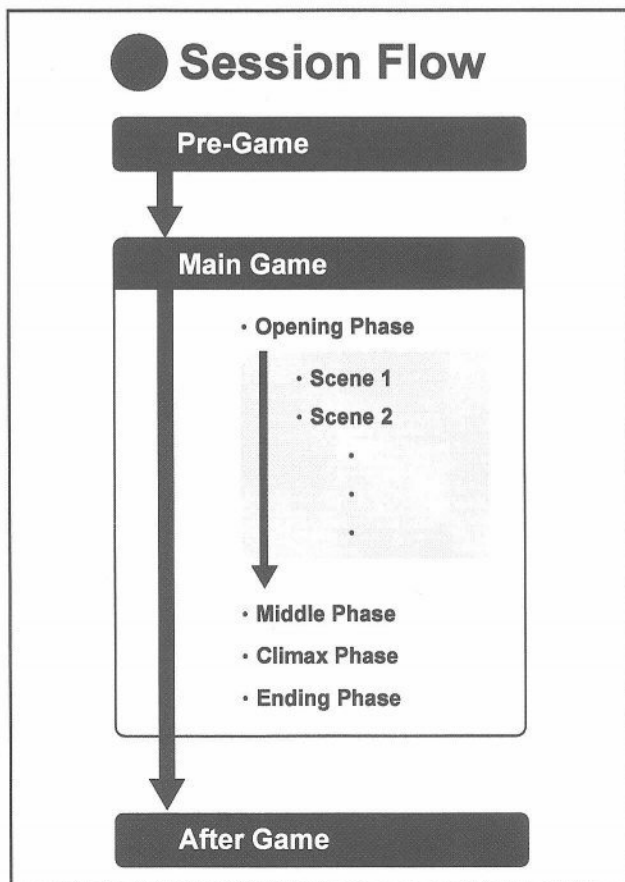 Session Flow
Pre-Game
Main Game
· Opening Phase
· Scene 1
· Scene 2
·
·
·
· Middle Phase
· Climax Phase
· Ending Phase
After Game